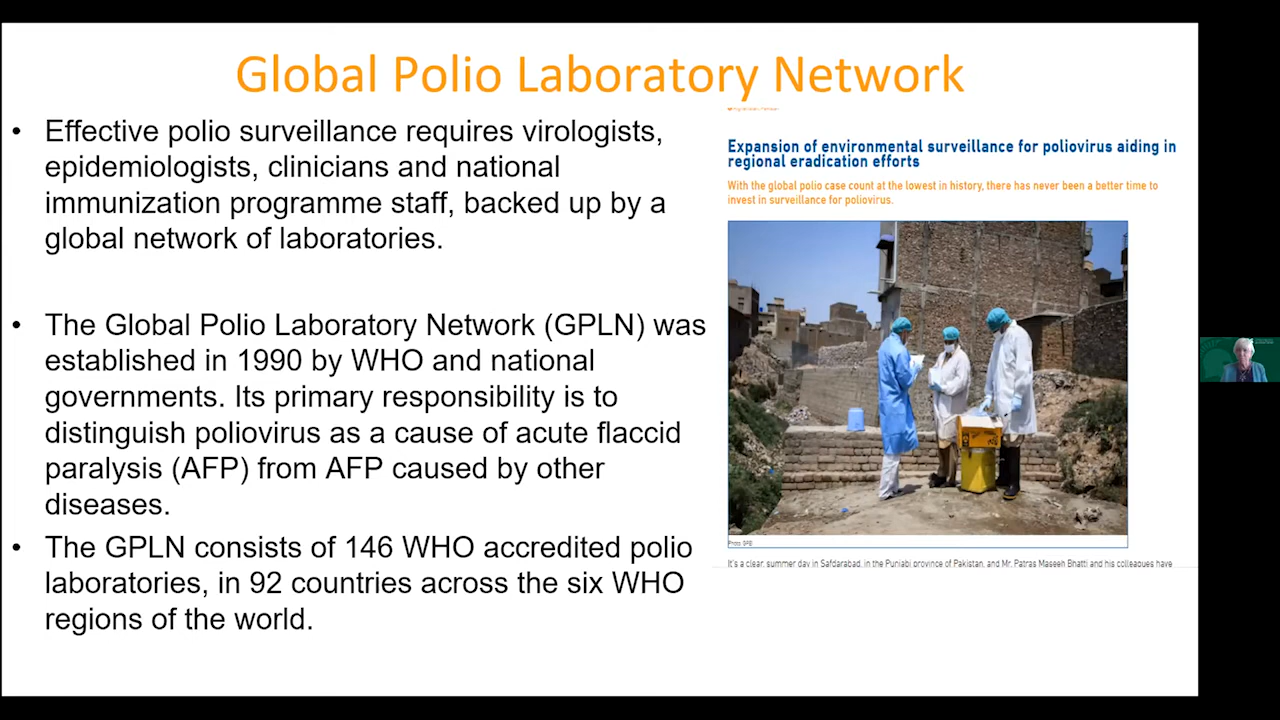 Global Polio Laboratory Network
• Effective polio surveillance requires virologists,
epidemiologists, clinicians and national
immunization programme staff, backed up by a
global network of laboratories.
• The Global Polio Laboratory Network (GPLN) was
established in 1990 by WHO and national
governments. Its primary responsibility is to
distinguish poliovirus as a cause of acute flaccid
paralysis (AFP) from AFP caused by other
diseases.
• The GPLN consists of 146 WHO accredited polio
laboratories, in 92 countries across the six WHO
regions of the world.
Expansion of environmental surveillance for poliovirus aiding in
regional eradication efforts
With the global polio case count at the lowest in history, there has never been a better time to
invest in surveillance for poliovirus.
It's a clear, summer day in Safdarabad, in the Punjabi province of Pakistan, and Mr. Patras Maseeh Bhatti and his colleagues have